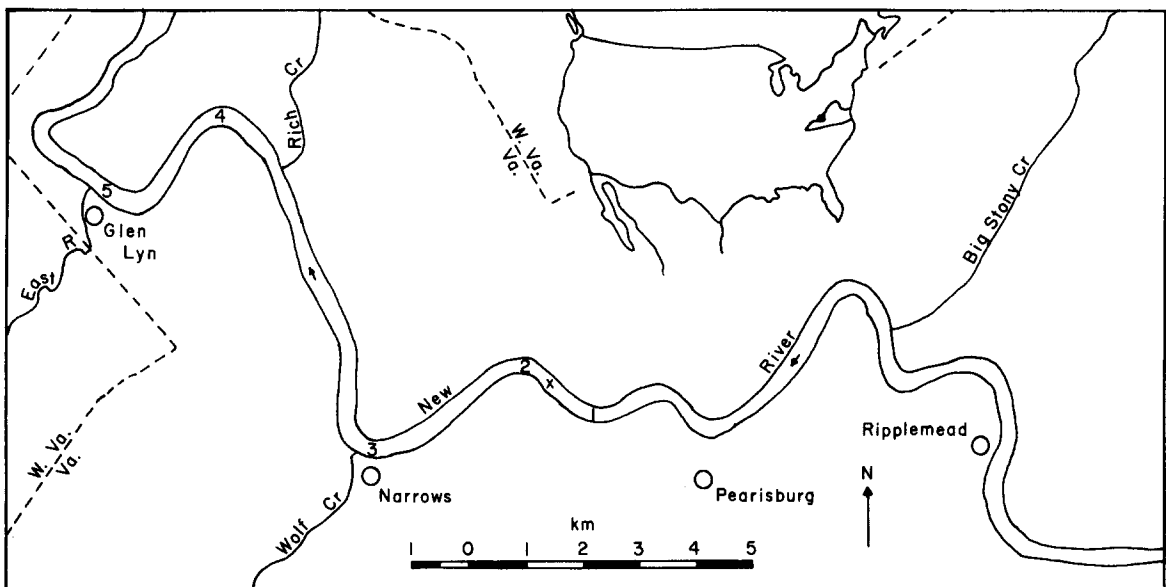 4
Rich Cr
W. Va.
Va.
Big Stony Cr
5
Glen
Lyn
East R
River
New
2
x
1
3
Narrows
Wolf Cr
W. Va.
Va.
Ripplemead
Pearisburg
N
km
1 0 1 2 3 4 5